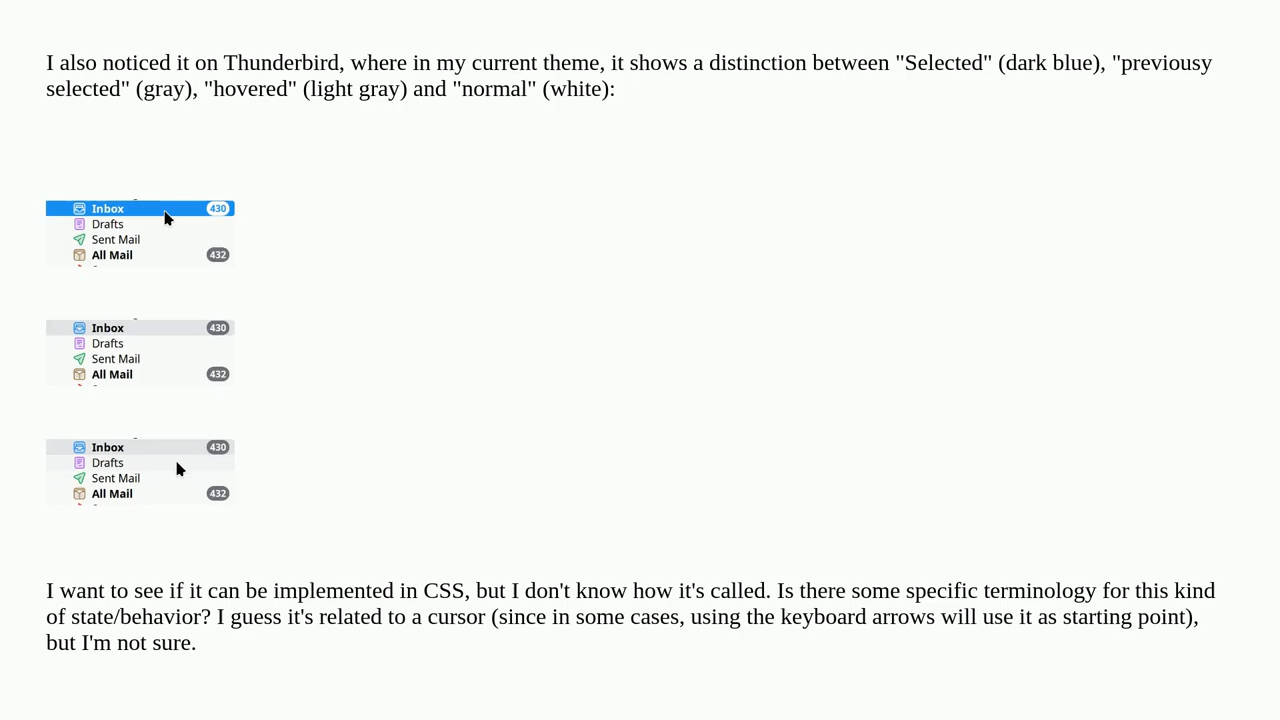 I also noticed it on Thunderbird, where in my current theme, it shows a distinction between "Selected" (dark blue), "previousy
selected" (gray), "hovered" (light gray) and "normal" (white):
Inbox 430
Drafts
Sent Mail
All Mail 432
Inbox 430
Drafts
Sent Mail
All Mail 432
Inbox 430
Drafts
Sent Mail
All Mail 432
I want to see if it can be implemented in CSS, but I don't know how it's called. Is there some specific terminology for this kind
of state/behavior? I guess it's related to a cursor (since in some cases, using the keyboard arrows will use it as starting point),
but I'm not sure.